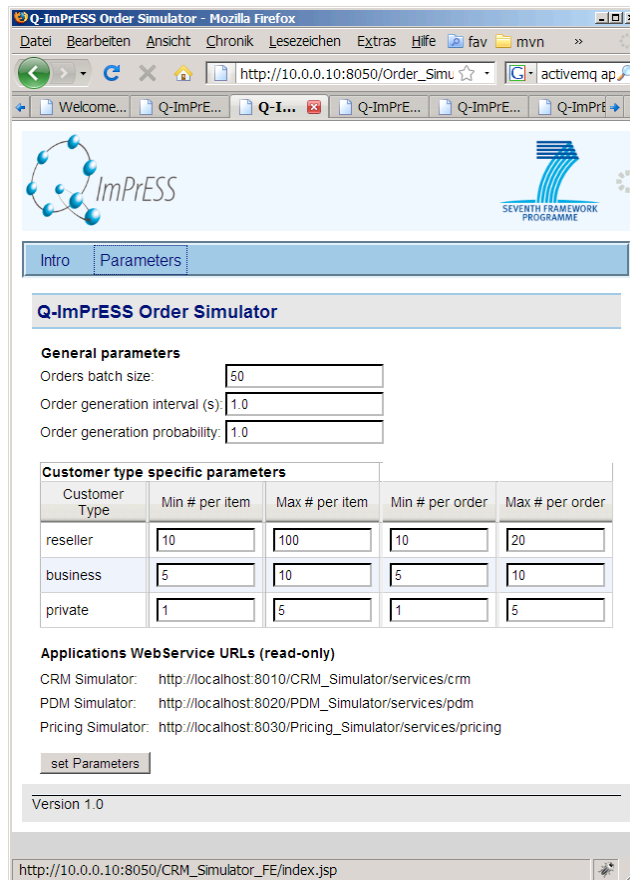 Q-ImPrESS Order Simulator - Mozilla Firefox
Datei Bearbeiten Ansicht Chronik Lesezeichen Extras Hilfe fav mvn »
http://10.0.0.10:8050/Order_Simu G activemq ap
Welcome... Q-ImPrE... Q-I... Q-ImPrE... Q-ImPrE... Q-ImPrE
ImPrESS
7
SEVENTH FRAMEWORK
PROGRAMME
Intro Parameters
Q-ImPrESS Order Simulator
General parameters
Orders batch size: 50
Order generation interval (s): 1.0
Order generation probability: 1.0
Customer type specific parameters
Customer Type Min # per item Max # per item Min # per order Max # per order
reseller 10 100 10 20
business 5 10 5 10
private 1 5 1 5
Applications WebService URLs (read-only)
CRM Simulator: http://localhost:8010/CRM_Simulator/services/crm
PDM Simulator: http://localhost:8020/PDM_Simulator/services/pdm
Pricing Simulator: http://localhost:8030/Pricing_Simulator/services/pricing
set Parameters
Version 1.0
http://10.0.0.10:8050/CRM_Simulator_FE/index.jsp